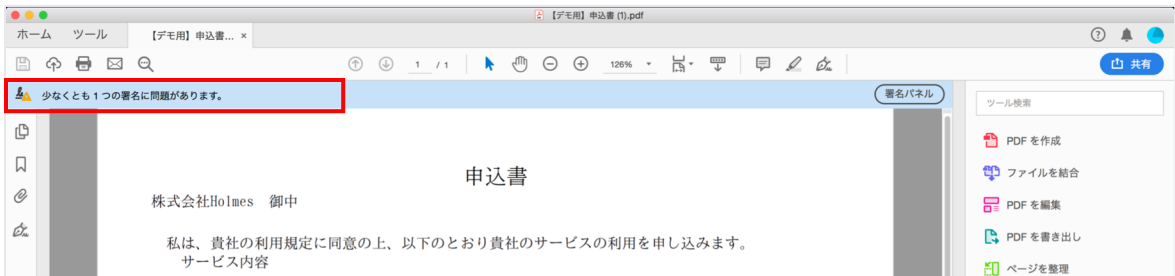 【デモ用】申込書 (1).pdf
ホーム ツール 【デモ用】申込書... ×
1 / 1 126% 共有
少なくとも 1 つの署名に問題があります。 署名パネル
ツール検索
PDF を作成
申込書
ファイルを結合
株式会社Holmes 御中
PDF を編集
私は、貴社の利用規定に同意の上、以下のとおり貴社のサービスの利用を申し込みます。
PDF を書き出し
サービス内容
ページを整理